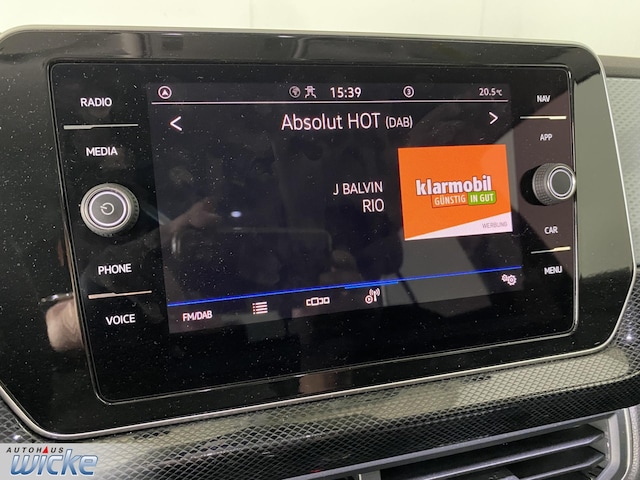 RADIO
MEDIA
PHONE
VOICE
15:39
3
20.5°C
Absolut HOT (DAB)
J BALVIN
RIO
klarmobil
GÜNSTIG IN GUT
WERBUNG
FM/DAB
NAV
APP
CAR
MENU
AUTOHAUS
WICKE